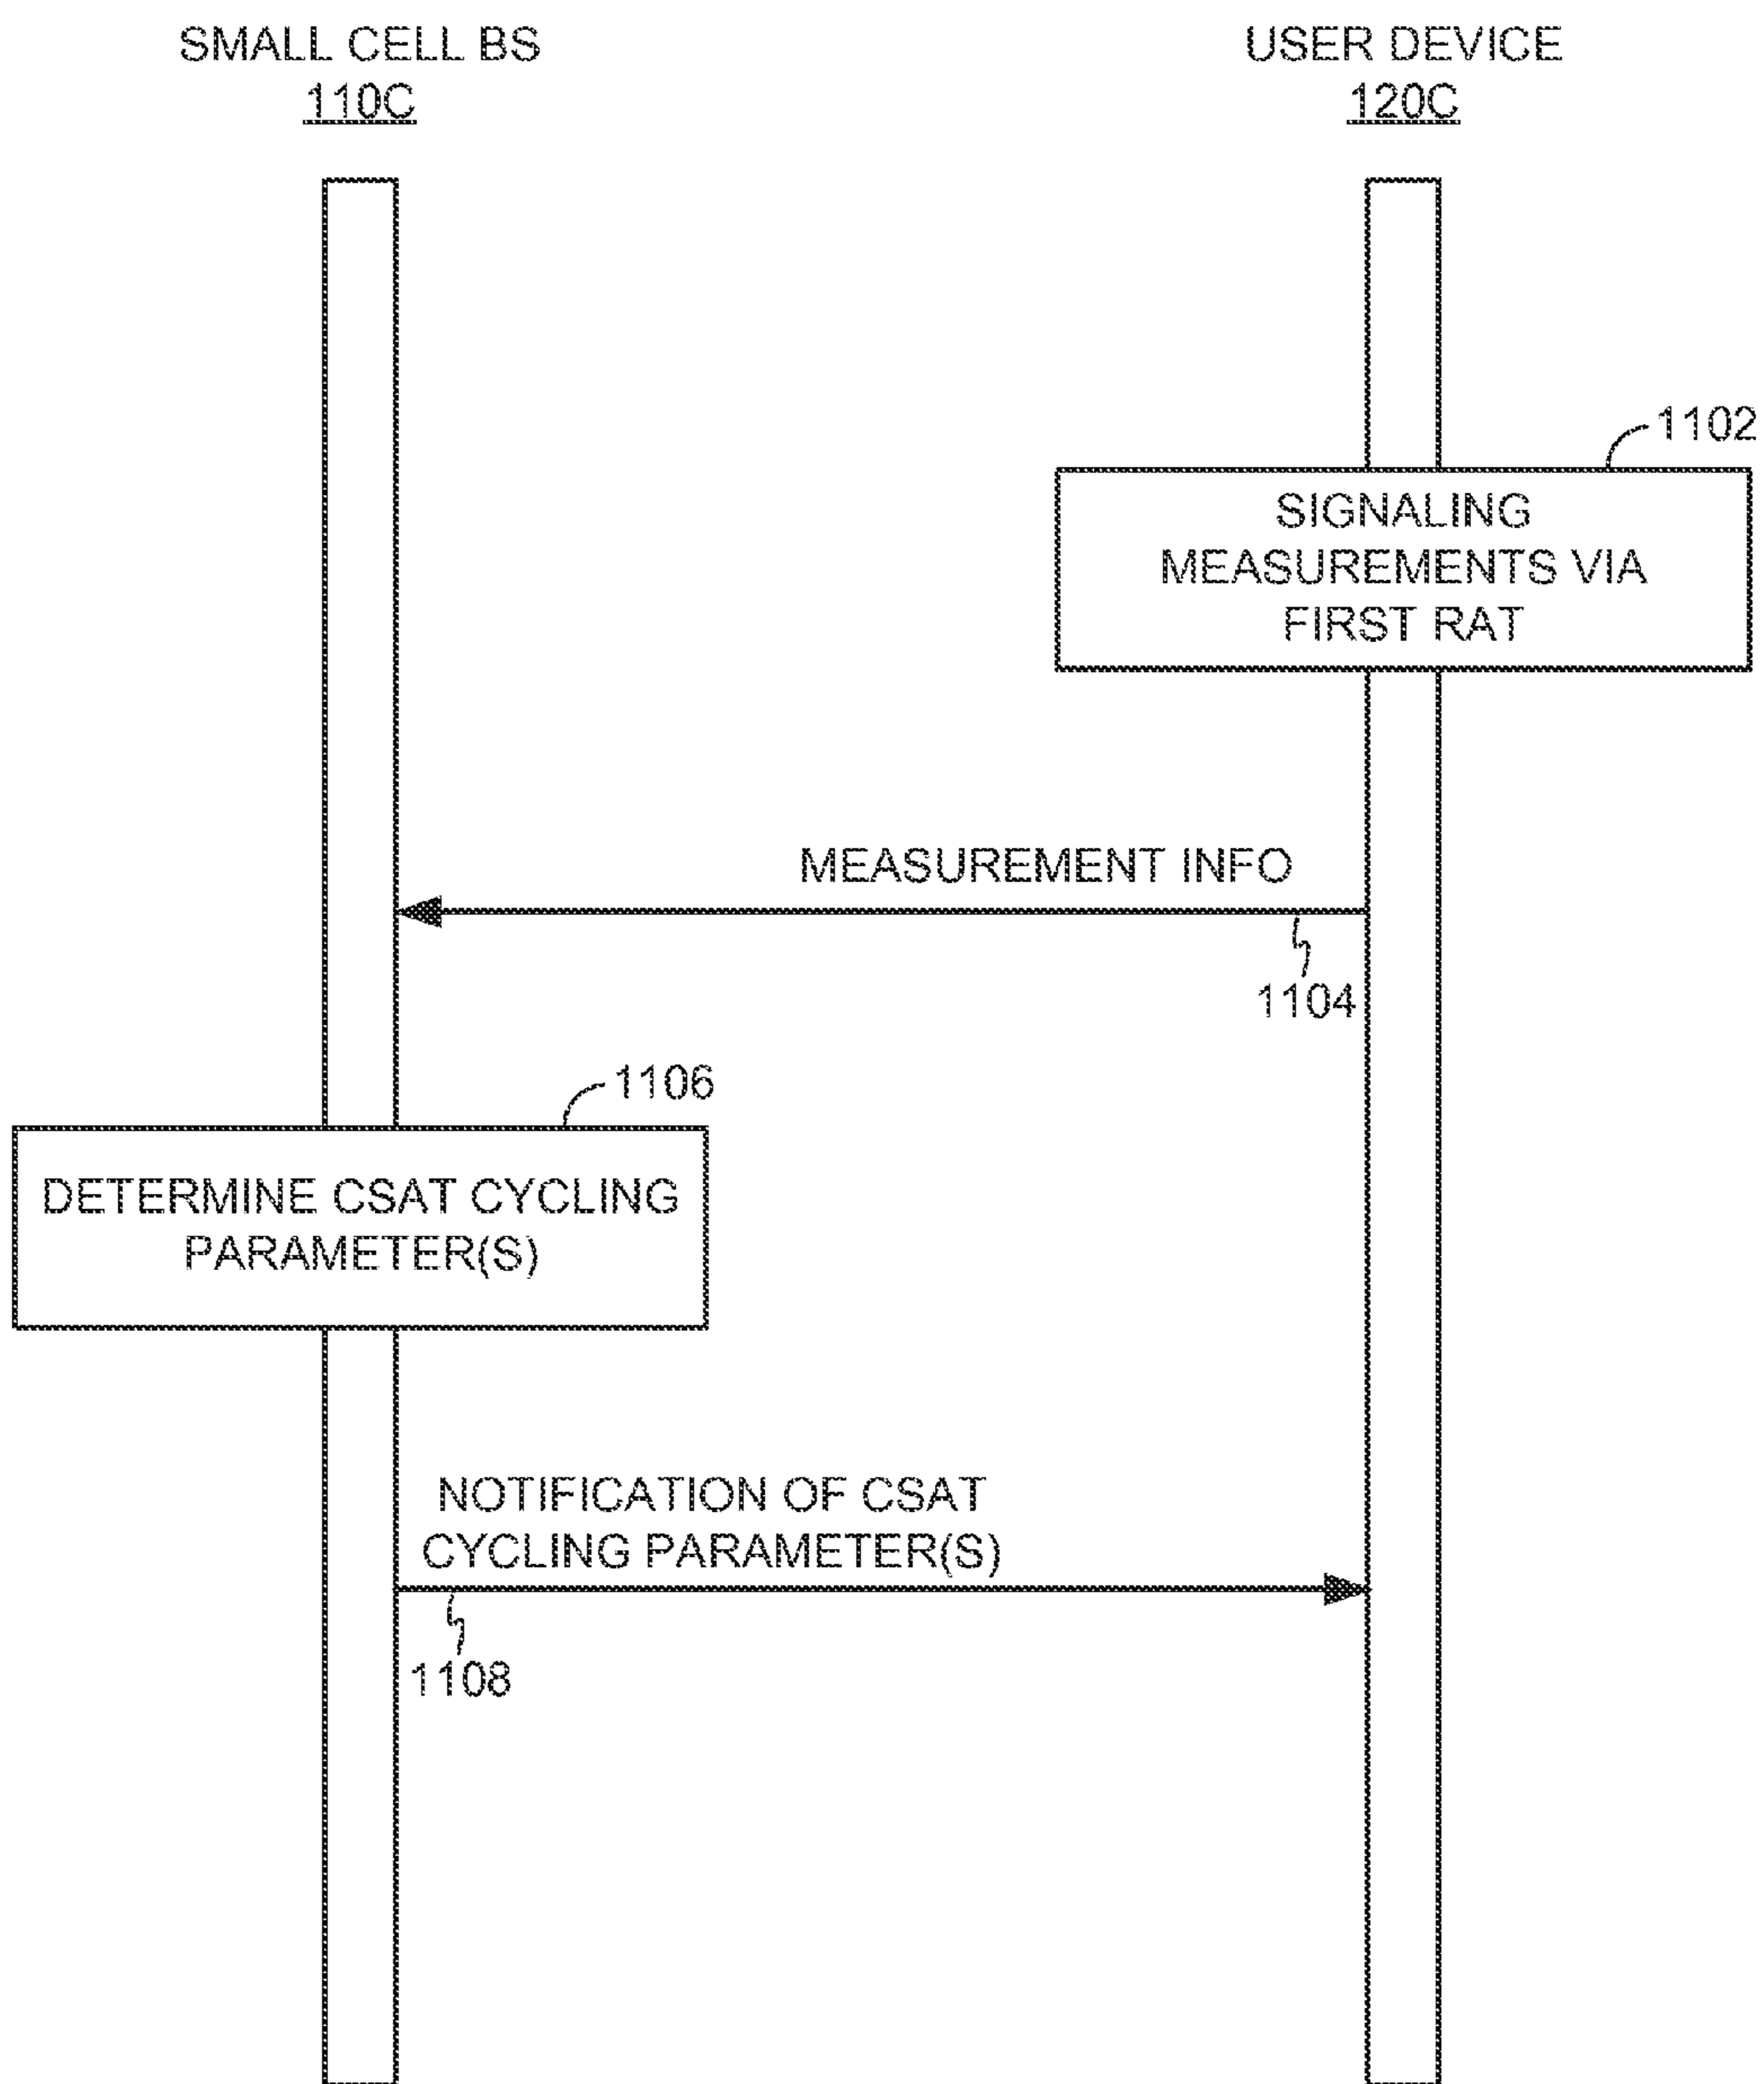 SMALL CELL BS
110C
USER DEVICE
120C
1102
SIGNALING
MEASUREMENTS VIA
FIRST RAT
MEASUREMENT INFO
1104
1106
DETERMINE CSAT CYCLING
PARAMETER(S)
NOTIFICATION OF CSAT
CYCLING PARAMETER(S)
1108